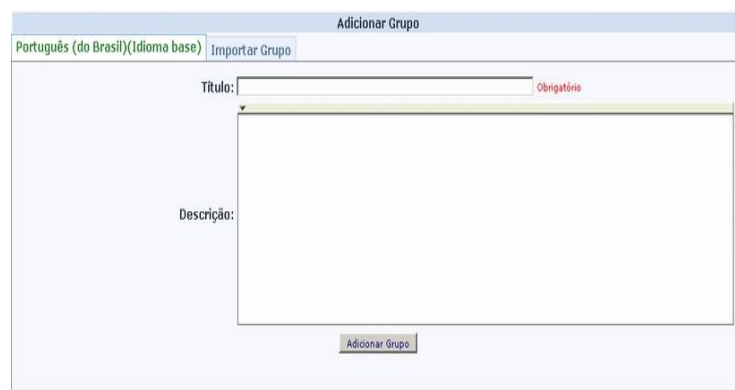 Adicionar Grupo
Português (do Brasil)(Idioma base) Importar Grupo
Título: Obrigatório
Descrição:
Adicionar Grupo